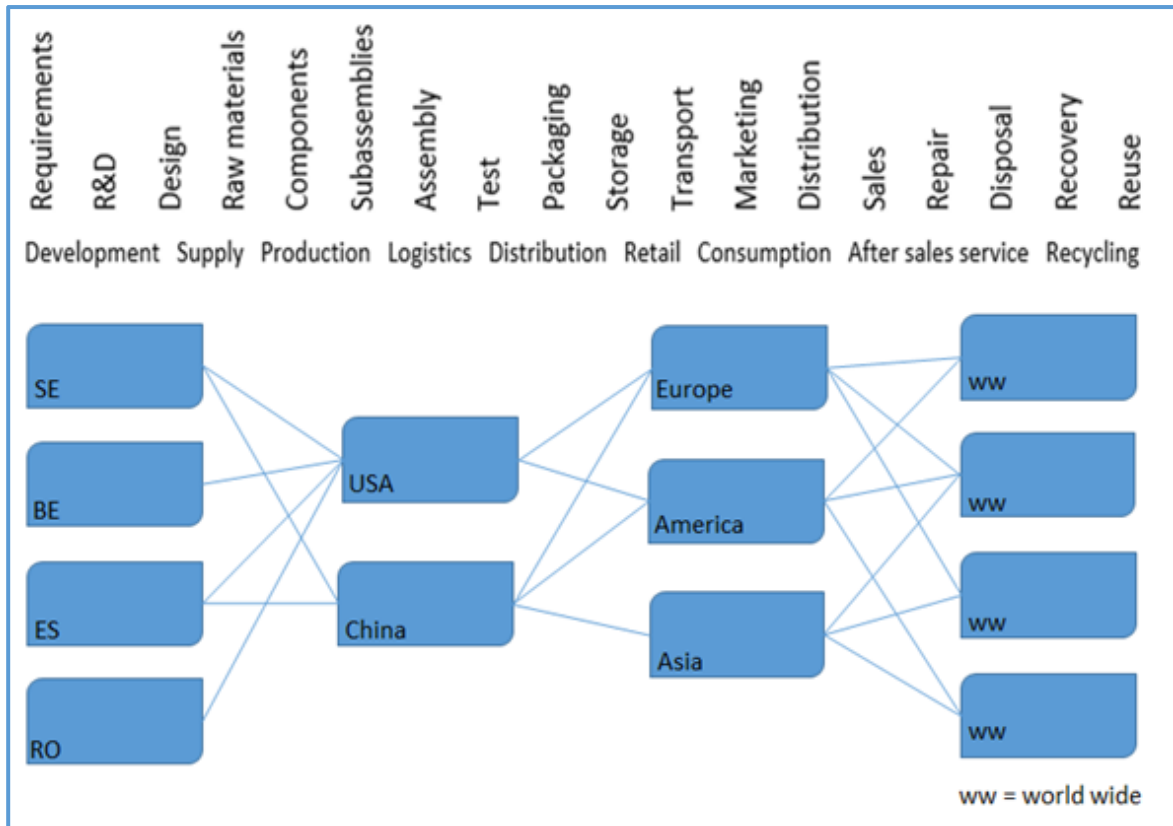 Requirements
R&D
Design
Raw materials
Components
Subassemblies
Assembly
Test
Packaging
Storage
Transport
Marketing
Distribution
Sales
Repair
Disposal
Recovery
Reuse
Development Supply Production Logistics Distribution Retail Consumption After sales service Recycling
SE
BE
ES
RO
USA
China
Europe
America
Asia
ww
ww
ww
ww
ww = world wide